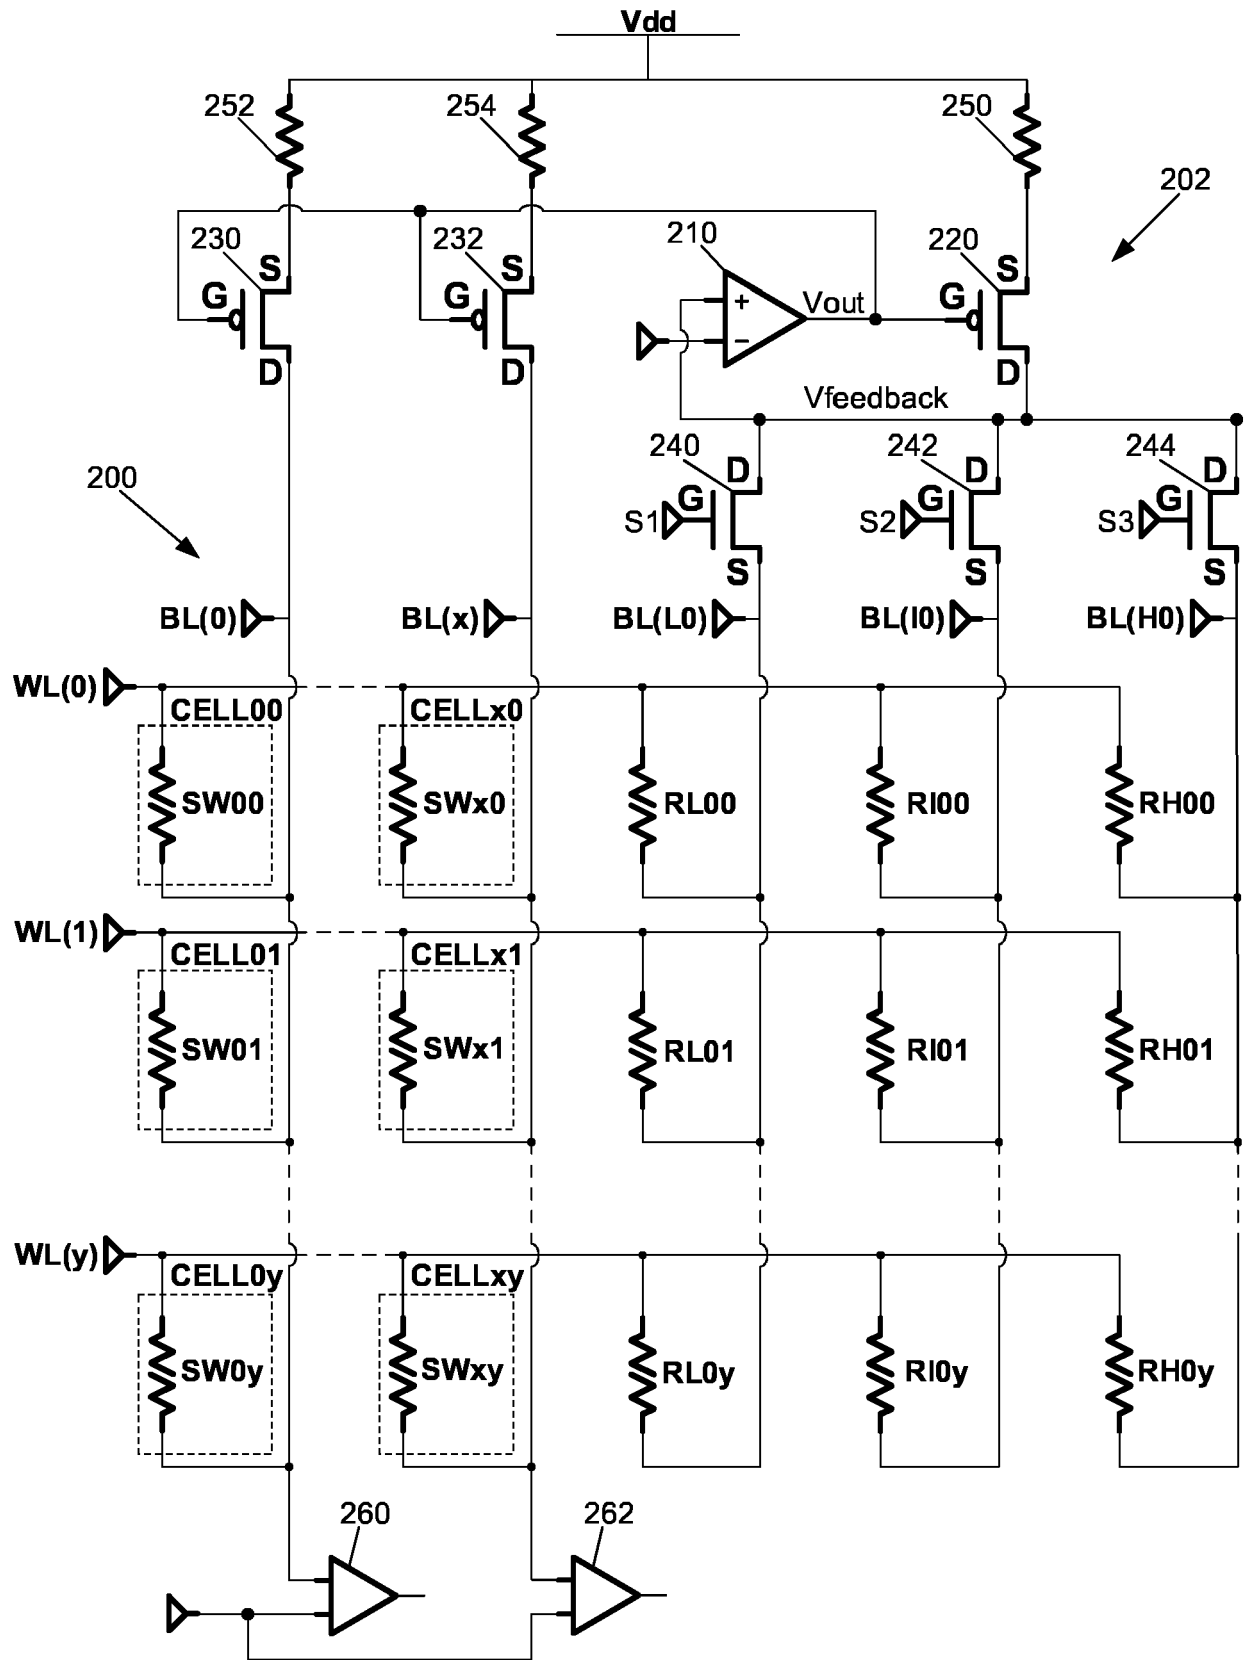 Vdd
252
254
250
202
230
S
G
D
232
S
G
D
210
+
−
Vout
220
S
G
D
Vfeedback
200
240
D
G
S1
S
242
D
G
S2
S
244
D
G
S3
S
BL(0)
BL(x)
BL(L0)
BL(I0)
BL(H0)
WL(0)
CELL00
CELLx0
SW00
SWx0
RL00
RI00
RH00
WL(1)
CELL01
CELLx1
SW01
SWx1
RL01
RI01
RH01
WL(y)
CELL0y
CELLxy
SW0y
SWxy
RL0y
RI0y
RH0y
260
262